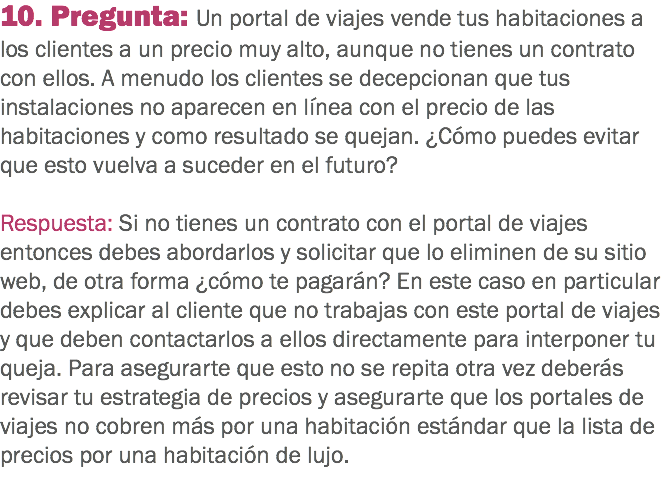 10. Pregunta: Un portal de viajes vende tus habitaciones a
los clientes a un precio muy alto, aunque no tienes un contrato
con ellos. A menudo los clientes se decepcionan que tus
instalaciones no aparecen en línea con el precio de las
habitaciones y como resultado se quejan. ¿Cómo puedes evitar
que esto vuelva a suceder en el futuro?
Respuesta: Si no tienes un contrato con el portal de viajes
entonces debes abordarlos y solicitar que lo eliminen de su sitio
web, de otra forma ¿cómo te pagarán? En este caso en particular
debes explicar al cliente que no trabajas con este portal de viajes
y que deben contactarlos a ellos directamente para interponer tu
queja. Para asegurarte que esto no se repita otra vez deberás
revisar tu estrategia de precios y asegurarte que los portales de
viajes no cobren más por una habitación estándar que la lista de
precios por una habitación de lujo.